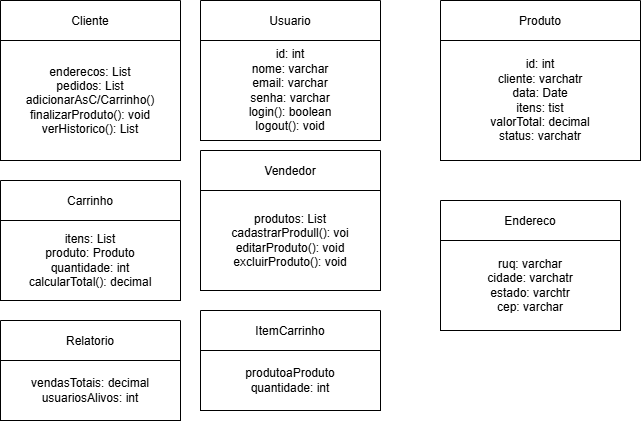 Cliente
enderecos: List
pedidos: List
adicionarAsC/Carrinho()
finalizarProduto(): void
verHistorico(): List
Usuario
id: int
nome: varchar
email: varchar
senha: varchar
login(): boolean
logout(): void
Produto
id: int
cliente: varchatr
data: Date
itens: tist
valorTotal: decimal
status: varchatr
Carrinho
itens: List
produto: Produto
quantidade: int
calcularTotal(): decimal
Vendedor
produtos: List
cadastrarProdull(): voi
editarProduto(): void
excluirProduto(): void
Endereco
ruq: varchar
cidade: varchatr
estado: varchtr
cep: varchar
Relatorio
vendasTotais: decimal
usuariosAlivos: int
ItemCarrinho
produtoaProduto
quantidade: int